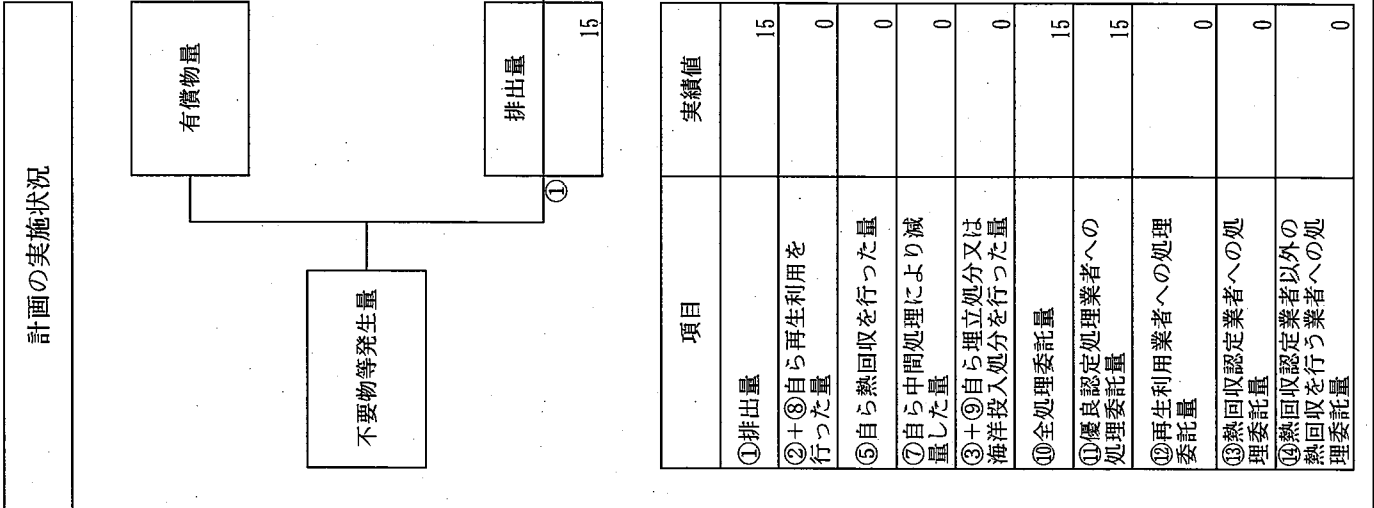 計画の実施状況
不要物等発生量
有償物量
排出量
①
15
項目
実績値
①排出量
15
②+⑧自ら再生利用を
行った量
0
⑤自ら熱回収を行った量
0
⑦自ら中間処理により減
量した量
0
③+⑨自ら埋立処分又は
海洋投入処分を行った量
0
⑩全処理委託量
15
⑪優良認定処理業者への
処理委託量
15
⑫再生利用業者への処理
委託量
0
⑬熱回収認定業者への処
理委託量
0
⑭熱回収認定業者以外の
熱回収を行う業者への処
理委託量
0